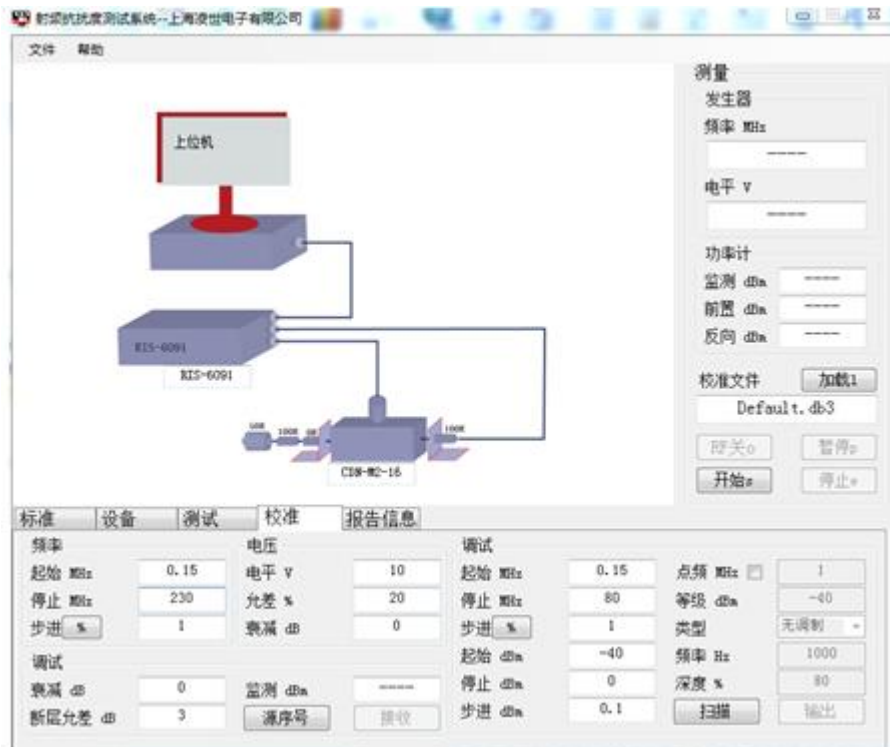 射频抗扰度测试系统--上海凌世电子有限公司
文件 帮助
上位机
RIS-6091
RIS-6091
CDN-M2-16
测量
发生器
频率 MHz
----
电平 V
----
功率计
监测 dBm ----
前置 dBm ----
反向 dBm ----
校准文件 加载l
Default.db3
RF关o 暂停p
开始s 停止e
标准 设备 测试 校准 报告信息
频率
起始 MHz 0.15
停止 MHz 230
步进 % 1
电压
电平 V 10
允差 % 20
衰减 dB 0
调试
衰减 dB 0 监测 dBm ----
断层允差 dB 3 源序号 接收
调试
起始 MHz 0.15 点频 MHz 1
停止 MHz 80 等级 dBm -40
步进 % 1 类型 无调制
起始 dBm -40 频率 Hz 1000
停止 dBm 0 深度 % 80
步进 dBm 0.1 扫描 输出